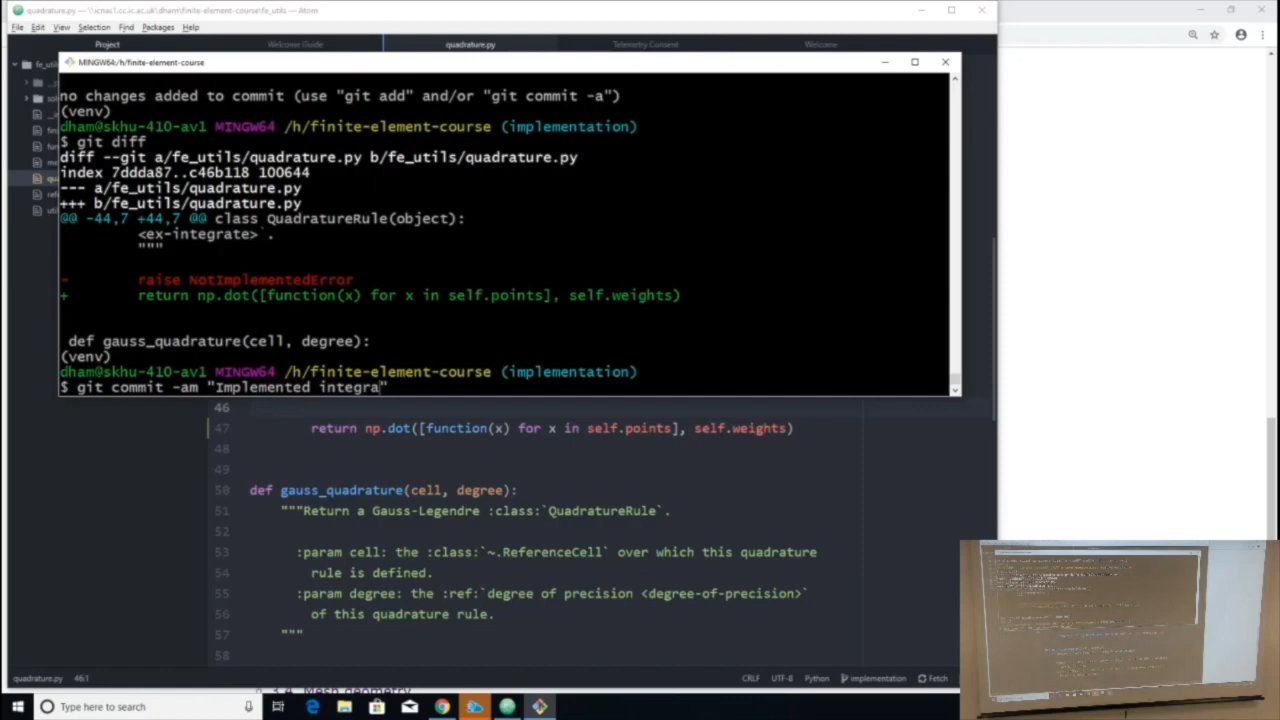 quadrature.py — \\icnas1.cc.ic.ac.uk\dham\finite-element-course\fe_utils — Atom
File Edit View Selection Find Packages Help
Project
Welcome Guide
quadrature.py
Telemetry Consent
Welcome
MINGW64:/h/finite-element-course
no changes added to commit (use "git add" and/or "git commit -a")
(venv)
dham@skhu-410-av1 MINGW64 /h/finite-element-course (implementation)
$ git diff
diff --git a/fe_utils/quadrature.py b/fe_utils/quadrature.py
index 7ddda87..c46b118 100644
--- a/fe_utils/quadrature.py
+++ b/fe_utils/quadrature.py
@@ -44,7 +44,7 @@ class QuadratureRule(object):
<ex-integrate>`.
"""
- raise NotImplementedError
+ return np.dot([function(x) for x in self.points], self.weights)
def gauss_quadrature(cell, degree):
(venv)
dham@skhu-410-av1 MINGW64 /h/finite-element-course (implementation)
$ git commit -am "Implemented integra"
46
47 return np.dot([function(x) for x in self.points], self.weights)
48
49
50 def gauss_quadrature(cell, degree):
51 """Return a Gauss-Legendre :class:`QuadratureRule`.
52
53 :param cell: the :class:`~.ReferenceCell` over which this quadrature
54 rule is defined.
55 :param degree: the :ref:`degree of precision <degree-of-precision>`
56 of this quadrature rule.
57 """
58
quadrature.py 46:1
CRLF UTF-8 Python implementation Fetch
3.4. Mesh geometry
Type here to search